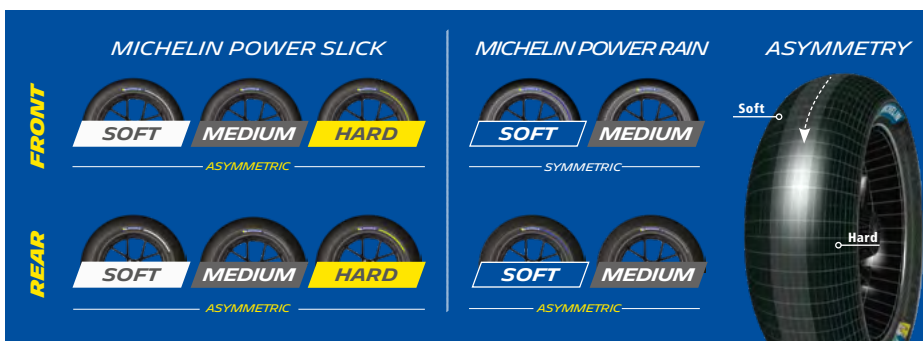 MICHELIN POWER SLICK
MICHELIN POWER RAIN
ASYMMETRY
FRONT
SOFT
MEDIUM
HARD
ASYMMETRIC
SOFT
MEDIUM
SYMMETRIC
REAR
SOFT
MEDIUM
HARD
ASYMMETRIC
SOFT
MEDIUM
ASYMMETRIC
Soft
Hard